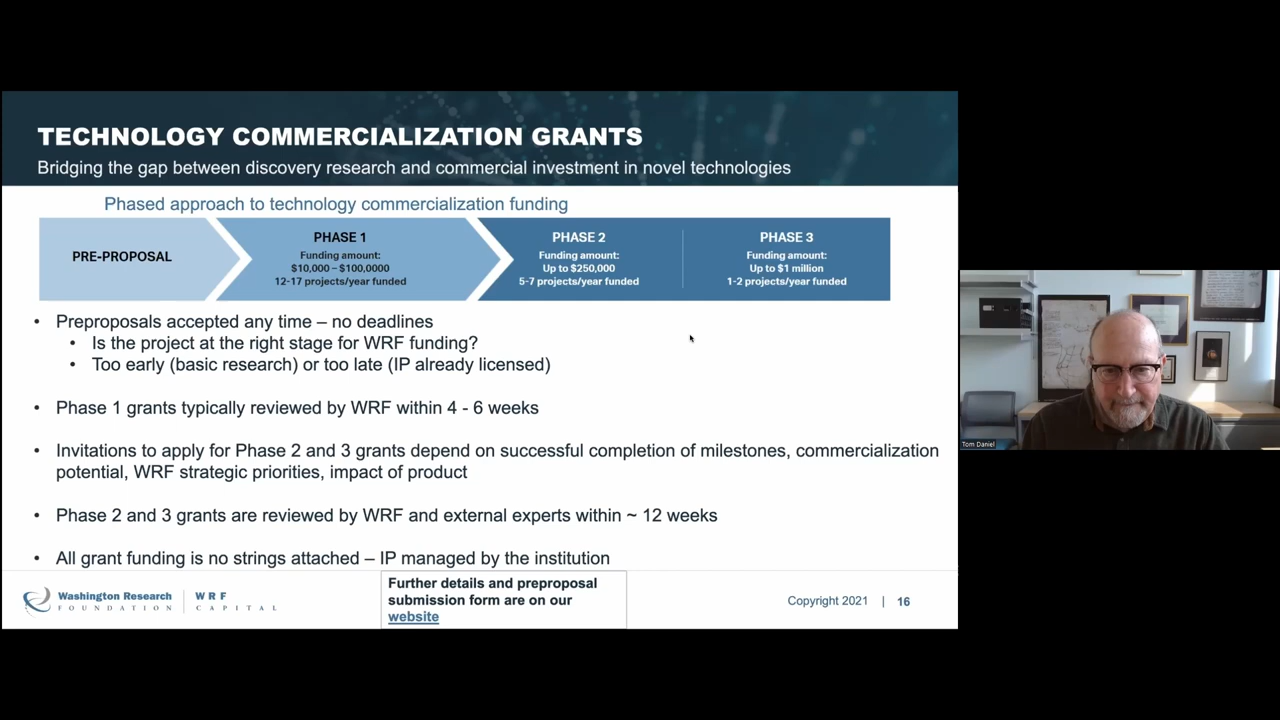 TECHNOLOGY COMMERCIALIZATION GRANTS
Bridging the gap between discovery research and commercial investment in novel technologies
Phased approach to technology commercialization funding
PRE-PROPOSAL
PHASE 1
Funding amount:
$10,000 – $100,0000
12-17 projects/year funded
PHASE 2
Funding amount:
Up to $250,000
5-7 projects/year funded
PHASE 3
Funding amount:
Up to $1 million
1-2 projects/year funded
• Preproposals accepted any time – no deadlines
• Is the project at the right stage for WRF funding?
• Too early (basic research) or too late (IP already licensed)
• Phase 1 grants typically reviewed by WRF within 4 - 6 weeks
• Invitations to apply for Phase 2 and 3 grants depend on successful completion of milestones, commercialization
potential, WRF strategic priorities, impact of product
• Phase 2 and 3 grants are reviewed by WRF and external experts within ~ 12 weeks
• All grant funding is no strings attached – IP managed by the institution
Washington Research
FOUNDATION
WRF
CAPITAL
Further details and preproposal
submission form are on our
website
Copyright 2021 | 16
Tom Daniel